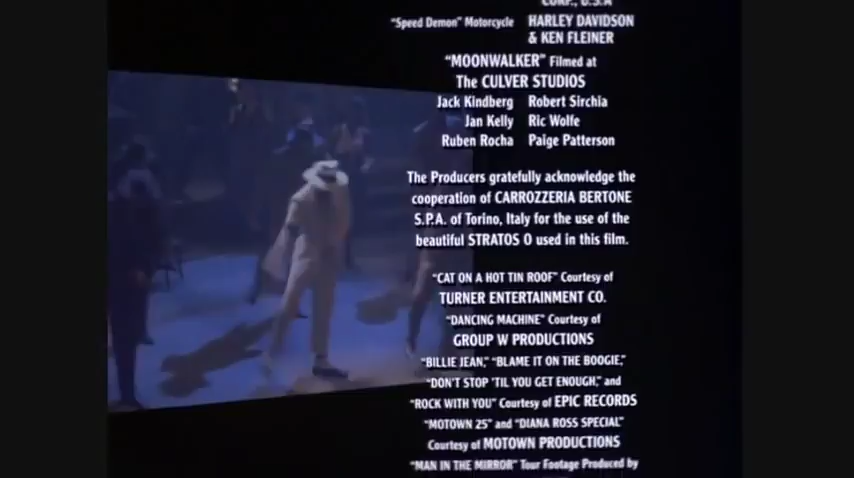 CORP., U.S.A
"Speed Demon" Motorcycle HARLEY DAVIDSON
& KEN FLEINER
"MOONWALKER" Filmed at
The CULVER STUDIOS
Jack Kindberg Robert Sirchia
Jan Kelly Ric Wolfe
Ruben Rocha Paige Patterson
The Producers gratefully acknowledge the
cooperation of CARROZZERIA BERTONE
S.P.A. of Torino, Italy for the use of the
beautiful STRATOS 0 used in this film.
"CAT ON A HOT TIN ROOF" Courtesy of
TURNER ENTERTAINMENT CO.
"DANCING MACHINE" Courtesy of
GROUP W PRODUCTIONS
"BILLIE JEAN," "BLAME IT ON THE BOOGIE,"
"DON'T STOP 'TIL YOU GET ENOUGH," and
"ROCK WITH YOU" Courtesy of EPIC RECORDS
"MOTOWN 25" and "DIANA ROSS SPECIAL"
Courtesy of MOTOWN PRODUCTIONS
"MAN IN THE MIRROR" Tour Footage Produced by